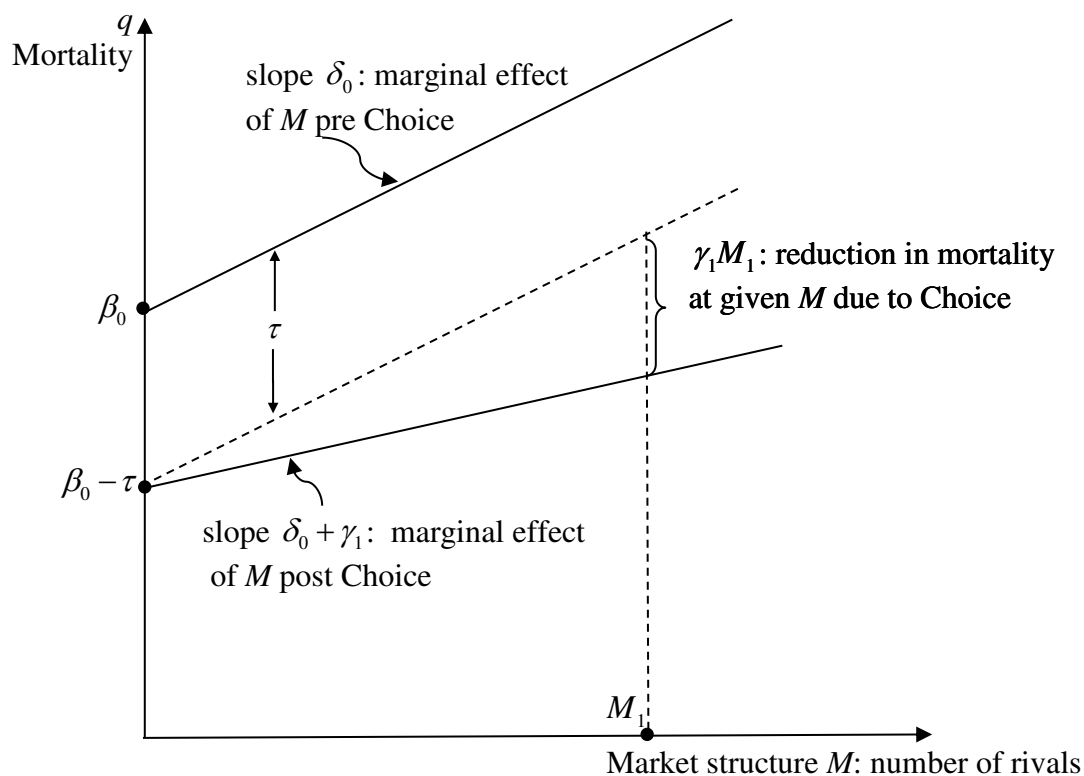 q
Mortality
slope δ₀: marginal effect
of M pre Choice
γ₁M₁: reduction in mortality
at given M due to Choice
β₀
τ
β₀ − τ
slope δ₀ + γ₁: marginal effect
of M post Choice
M₁
Market structure M: number of rivals